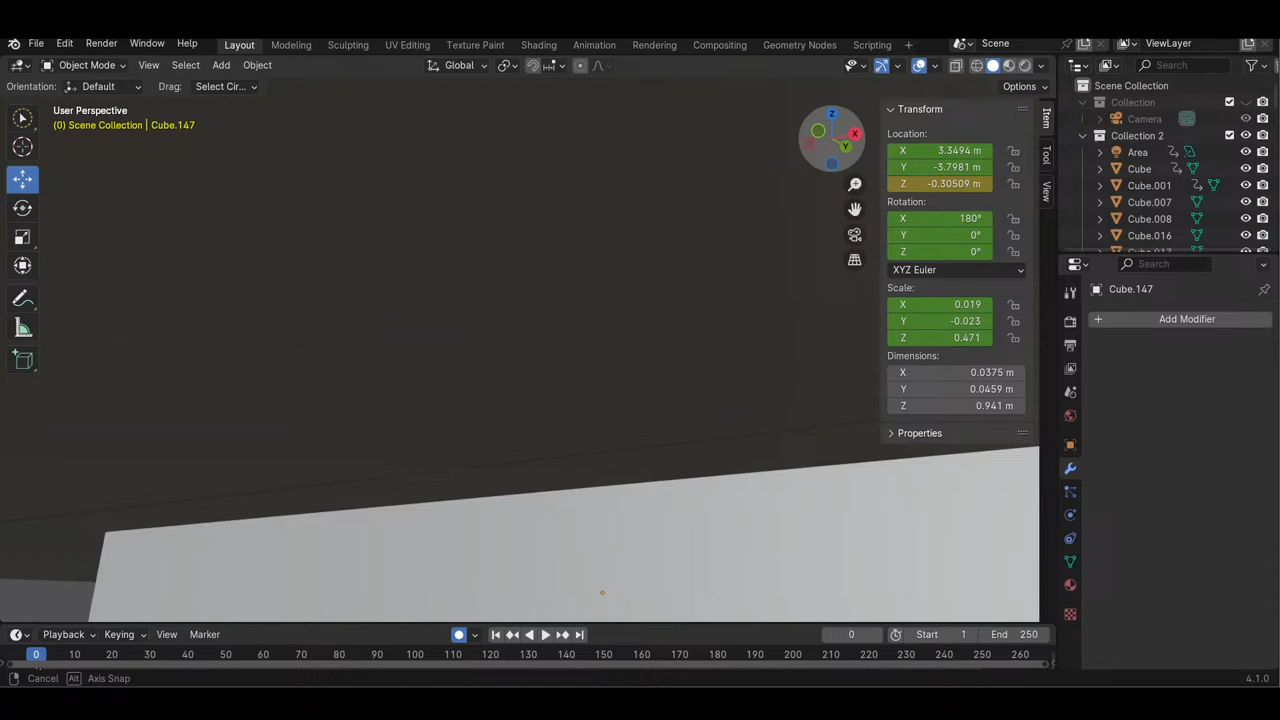 File Edit Render Window Help Layout Modeling Sculpting UV Editing Texture Paint Shading Animation Rendering Compositing Geometry Nodes Scripting + Scene ViewLayer
Object Mode View Select Add Object Global Search
Orientation: Default Drag: Select Cir... Options
Scene Collection
User Perspective
(0) Scene Collection | Cube.147
Collection
Camera
Collection 2
Area
Cube
Cube.001
Cube.007
Cube.008
Cube.016
Z
X
Y
Transform
Location:
X 3.3494 m
Y -3.7981 m
Z -0.30509 m
Rotation:
X 180°
Y 0°
Z 0°
XYZ Euler
Scale:
X 0.019
Y -0.023
Z 0.471
Dimensions:
X 0.0375 m
Y 0.0459 m
Z 0.941 m
Properties
Item
Tool
View
Search
Cube.147
+ Add Modifier
Playback Keying View Marker 0 Start 1 End 250
0 10 20 30 40 50 60 70 80 90 100 110 120 130 140 150 160 170 180 190 200 210 220 230 240 250 260
Cancel Alt Axis Snap 4.1.0